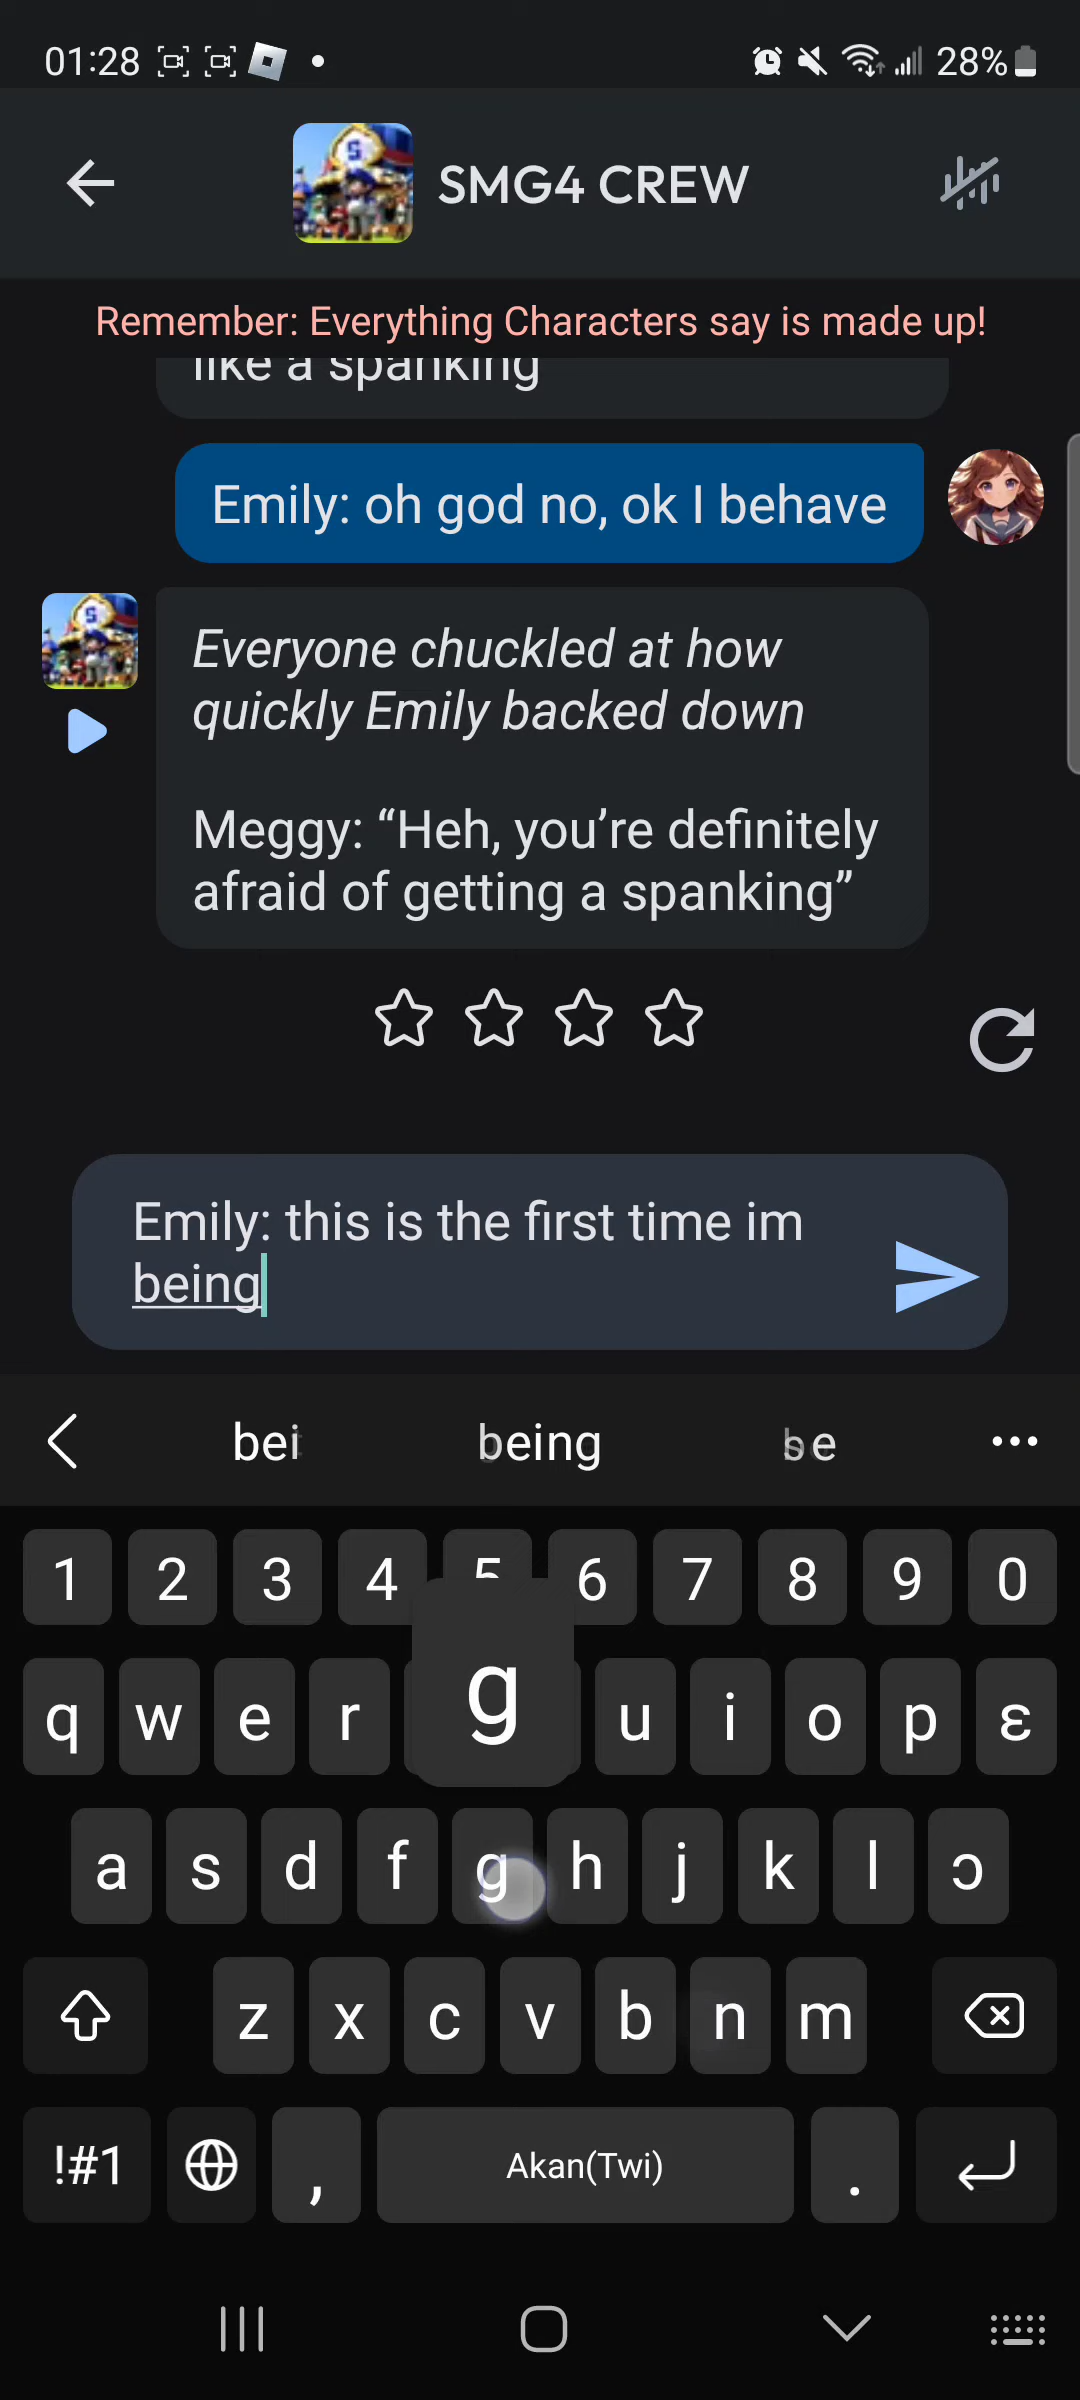 01:28
28%
SMG4 CREW
Remember: Everything Characters say is made up!
like a spanking
Emily: oh god no, ok I behave
Everyone chuckled at how
quickly Emily backed down
Meggy: “Heh, you’re definitely
afraid of getting a spanking”
Emily: this is the first time im
being
bei being be
1 2 3 4 5 6 7 8 9 0
g
q w e r u i o p ɛ
a s d f g h j k l ɔ
z x c v b n m
!#1 , Akan(Twi) .